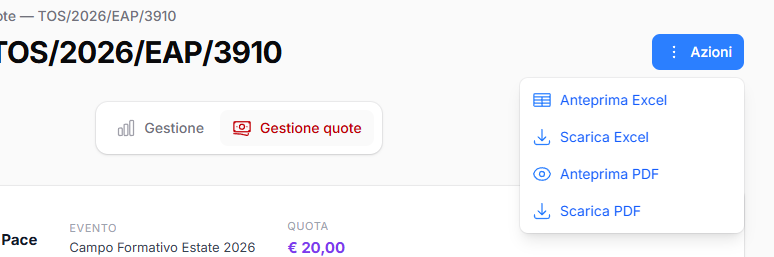 ote — TOS/2026/EAP/3910
TOS/2026/EAP/3910
Azioni
Anteprima Excel
Scarica Excel
Anteprima PDF
Scarica PDF
Gestione
Gestione quote
Pace
EVENTO
Campo Formativo Estate 2026
QUOTA
€ 20,00